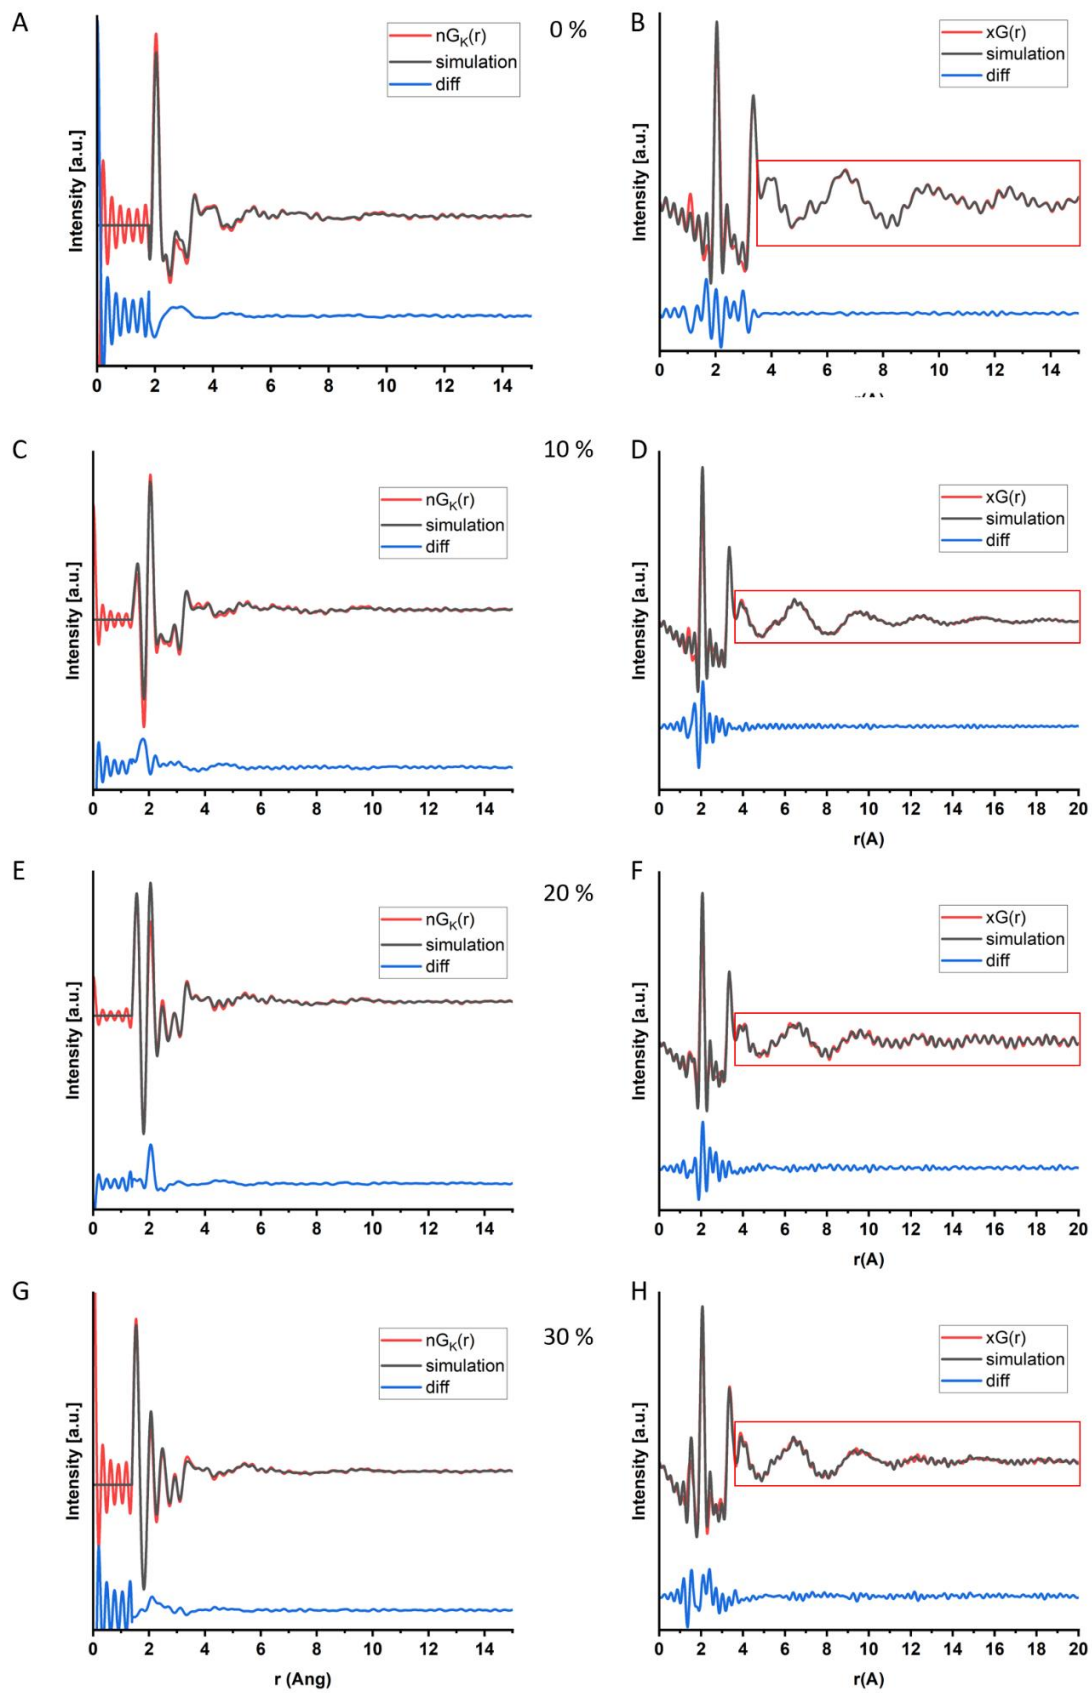 A
0 %
nG_K(r)
simulation
diff
Intensity [a.u.]
0 2 4 6 8 10 12 14
B
xG(r)
simulation
diff
Intensity [a.u.]
0 2 4 6 8 10 12 14
C
10 %
nG_K(r)
simulation
diff
Intensity [a.u.]
0 2 4 6 8 10 12 14
D
xG(r)
simulation
diff
Intensity [a.u.]
0 2 4 6 8 10 12 14 16 18 20
r(A)
E
20 %
nG_K(r)
simulation
diff
Intensity [a.u.]
0 2 4 6 8 10 12 14
F
xG(r)
simulation
diff
Intensity [a.u.]
0 2 4 6 8 10 12 14 16 18 20
r(A)
G
30 %
nG_K(r)
simulation
diff
Intensity [a.u.]
0 2 4 6 8 10 12 14
r (Ang)
H
xG(r)
simulation
diff
Intensity [a.u.]
0 2 4 6 8 10 12 14 16 18 20
r(A)